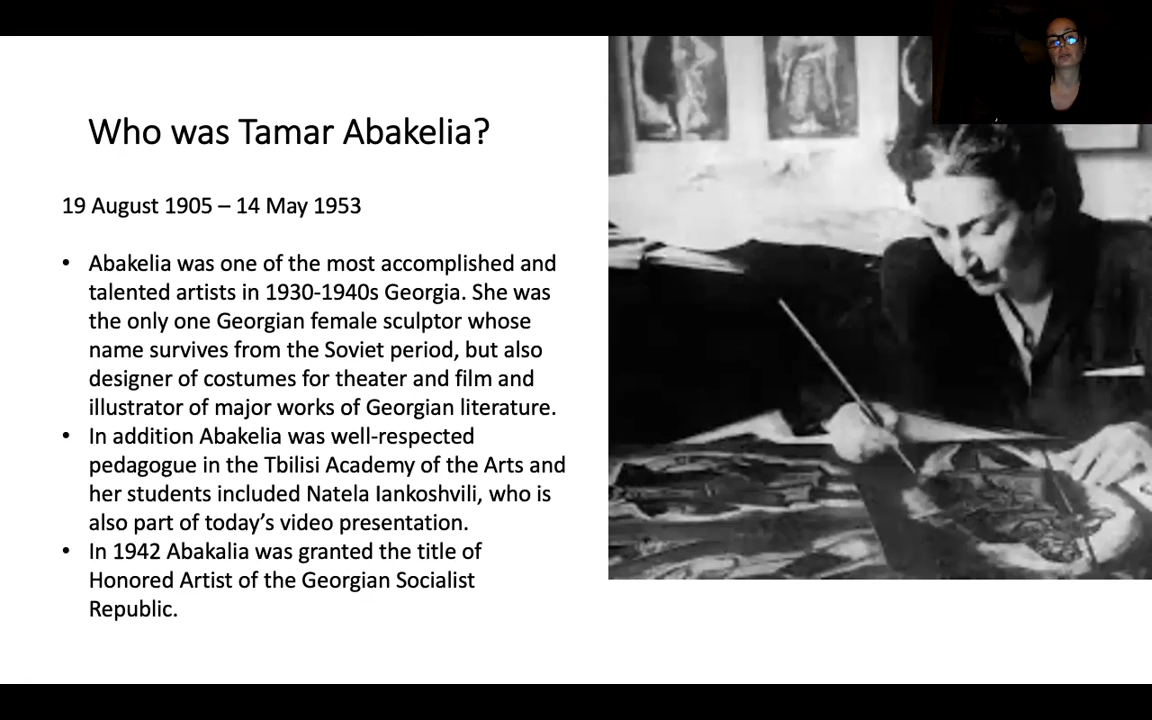 Who was Tamar Abakelia?
19 August 1905 – 14 May 1953
• Abakelia was one of the most accomplished and
talented artists in 1930-1940s Georgia. She was
the only one Georgian female sculptor whose
name survives from the Soviet period, but also
designer of costumes for theater and film and
illustrator of major works of Georgian literature.
• In addition Abakelia was well-respected
pedagogue in the Tbilisi Academy of the Arts and
her students included Natela Iankoshvili, who is
also part of today’s video presentation.
• In 1942 Abakalia was granted the title of
Honored Artist of the Georgian Socialist
Republic.